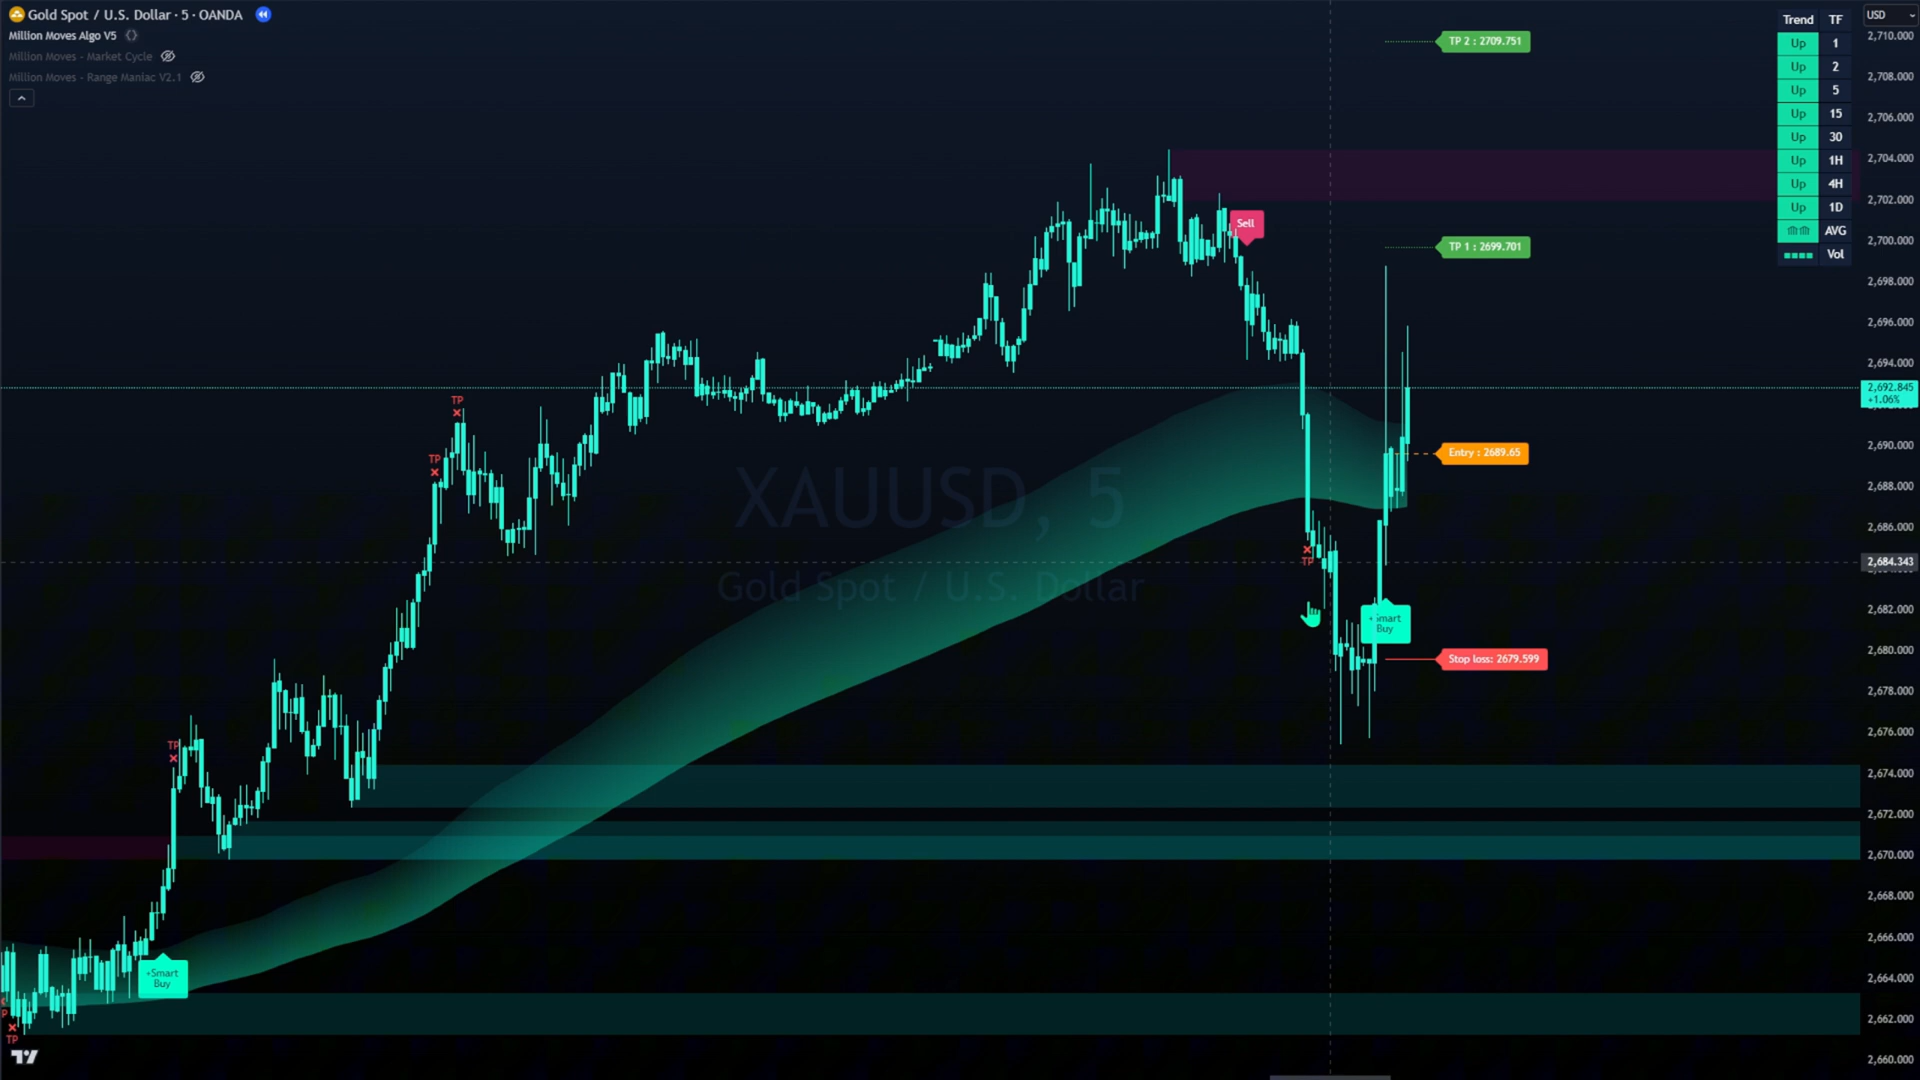 Gold Spot / U.S. Dollar · 5 · OANDA
Million Moves Algo V5
Million Moves - Market Cycle
Million Moves - Range Maniac V2.1
XAUUSD, 5
Gold Spot / U.S. Dollar
TP
TP
TP
TP
TP
+Smart
Buy
Sell
+Smart
Buy
TP 2 : 2709.751
TP 1 : 2699.701
Entry : 2689.65
Stop loss: 2679.599
Trend TF
Up 1
Up 2
Up 5
Up 15
Up 30
Up 1H
Up 4H
Up 1D
AVG
Vol
USD
2,710.000
2,708.000
2,706.000
2,704.000
2,702.000
2,700.000
2,698.000
2,696.000
2,694.000
2,692.845
+1.06%
2,690.000
2,688.000
2,686.000
2,684.343
2,682.000
2,680.000
2,678.000
2,676.000
2,674.000
2,672.000
2,670.000
2,668.000
2,666.000
2,664.000
2,662.000
2,660.000